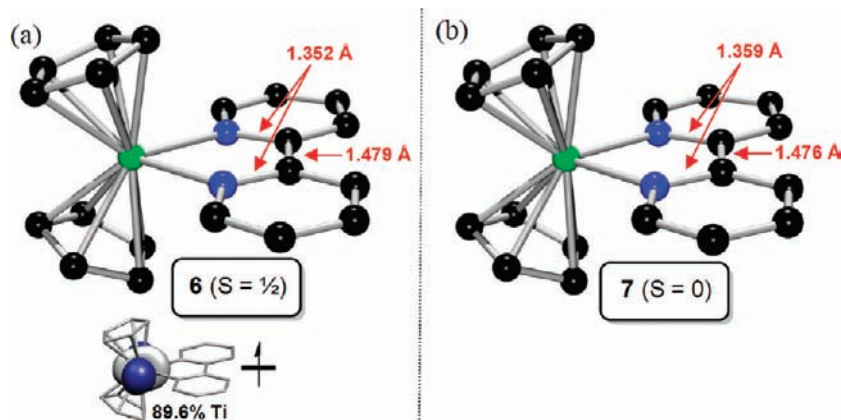 (a)
1.352 Å
1.479 Å
6 (S = ½)
89.6% Ti
(b)
1.359 Å
1.476 Å
7 (S = 0)